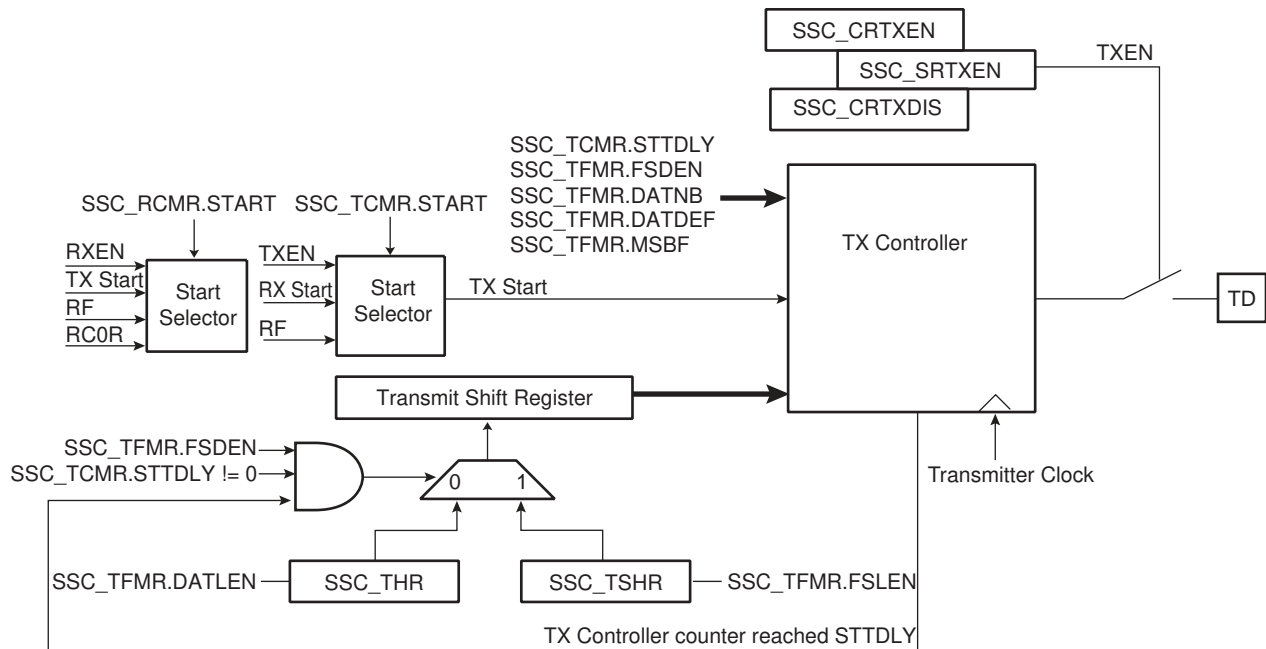 SSC_CRTXEN
SSC_SRTXEN
TXEN
SSC_CRTXDIS
SSC_TCMR.STTDLY
SSC_TFMR.FSDEN
SSC_TFMR.DATNB
SSC_TFMR.DATDEF
SSC_TFMR.MSBF
SSC_RCMR.START
SSC_TCMR.START
RXEN
TX Start
RF
RC0R
Start
Selector
TXEN
RX Start
RF
Start
Selector
TX Start
TX Controller
TD
Transmit Shift Register
SSC_TFMR.FSDEN
SSC_TCMR.STTDLY != 0
0 1
Transmitter Clock
SSC_TFMR.DATLEN
SSC_THR
SSC_TSHR
SSC_TFMR.FSLEN
TX Controller counter reached STTDLY